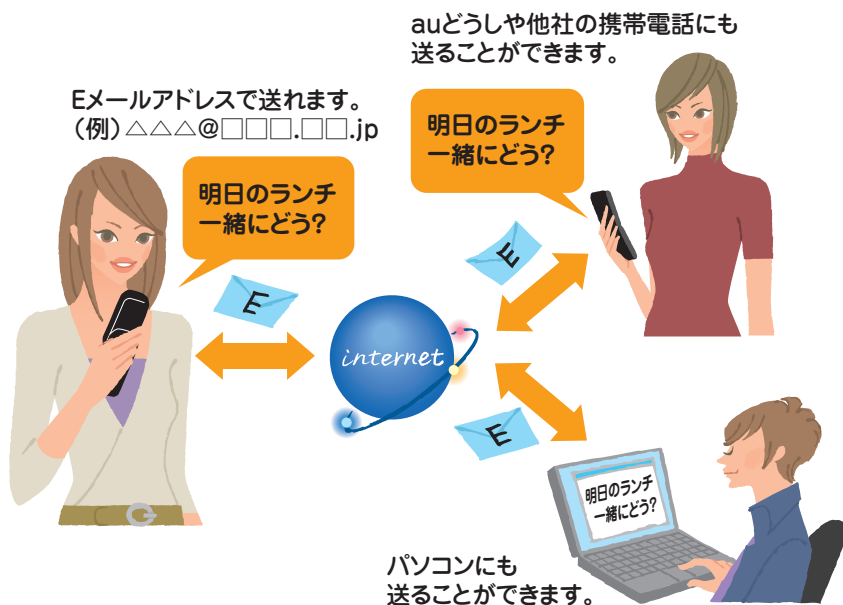 auどうしや他社の携帯電話にも
送ることができます。
Eメールアドレスで送れます。
（例）△△△@□□□.□□.jp
明日のランチ
一緒にどう?
明日のランチ
一緒にどう?
E
E
internet
E
明日のランチ
一緒にどう?
パソコンにも
送ることができます。